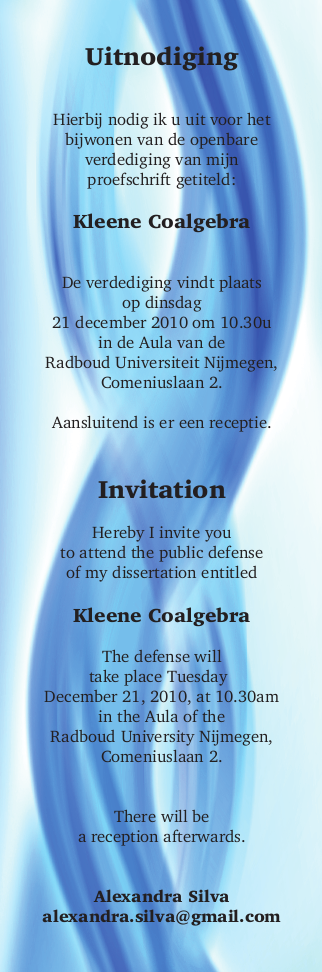 Uitnodiging
Hierbij nodig ik u uit voor het
bijwonen van de openbare
verdediging van mijn
proefschrift getiteld:
Kleene Coalgebra
De verdediging vindt plaats
op dinsdag
21 december 2010 om 10.30u
in de Aula van de
Radboud Universiteit Nijmegen,
Comeniuslaan 2.
Aansluitend is er een receptie.
Invitation
Hereby I invite you
to attend the public defense
of my dissertation entitled
Kleene Coalgebra
The defense will
take place Tuesday
December 21, 2010, at 10.30am
in the Aula of the
Radboud University Nijmegen,
Comeniuslaan 2.
There will be
a reception afterwards.
Alexandra Silva
alexandra.silva@gmail.com